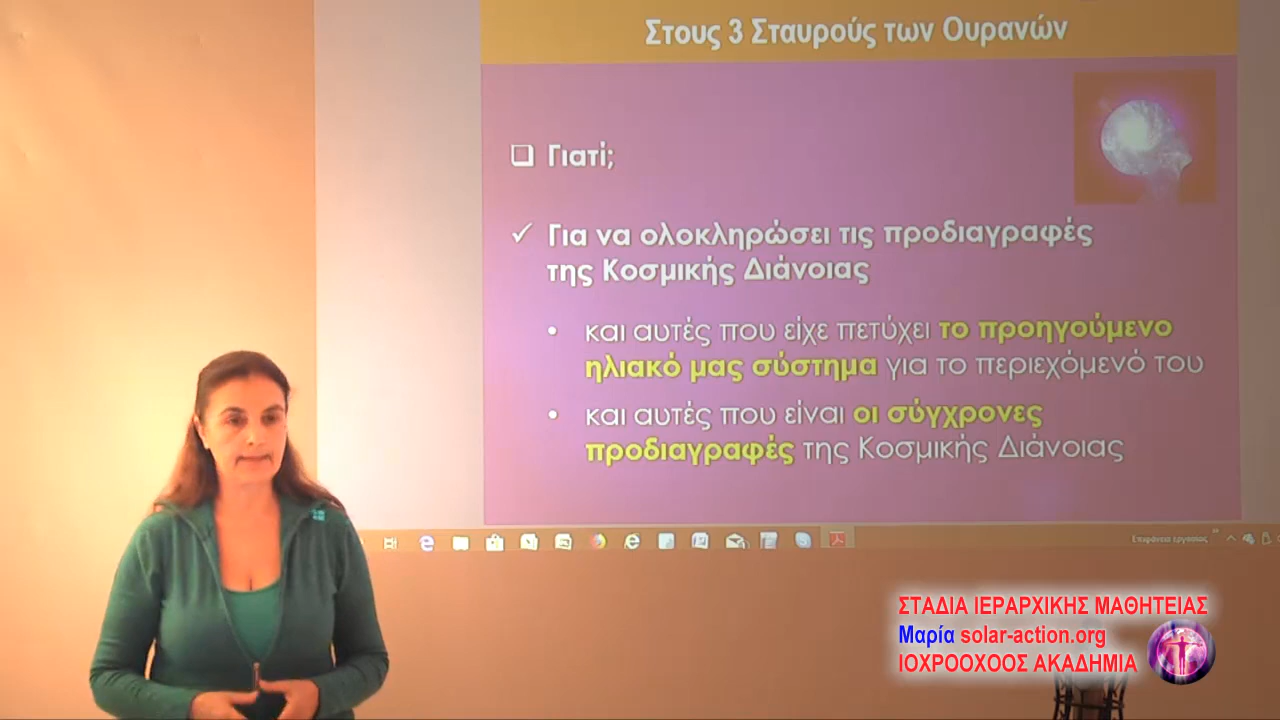 Στους 3 Σταυρούς των Ουρανών
Γιατί;
Για να ολοκληρώσει τις προδιαγραφές
της Κοσμικής Διάνοιας
και αυτές που είχε πετύχει το προηγούμενο
ηλιακό μας σύστημα για το περιεχόμενό του
και αυτές που είναι οι σύγχρονες
προδιαγραφές της Κοσμικής Διάνοιας
Επιφάνεια εργασίας
ΣΤΑΔΙΑ ΙΕΡΑΡΧΙΚΗΣ ΜΑΘΗΤΕΙΑΣ
Μαρία solar-action.org
ΙΟΧΡΟΟΧΟΟΣ ΑΚΑΔΗΜΙΑ